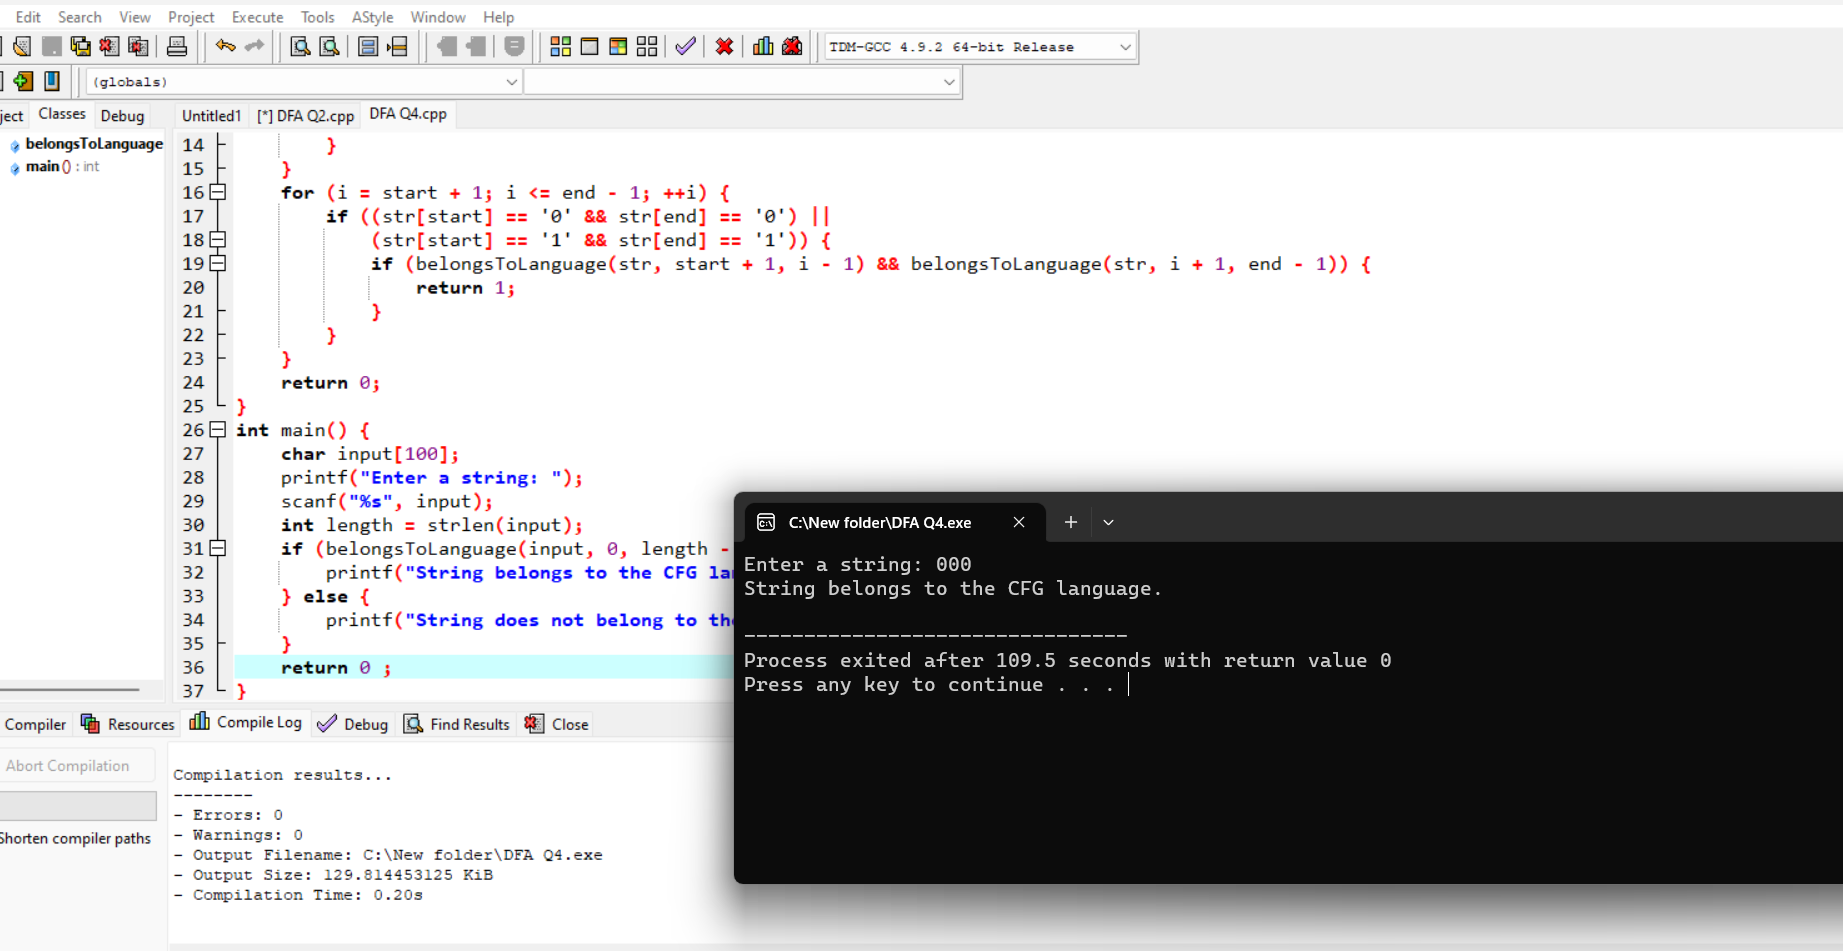 Edit Search View Project Execute Tools AStyle Window Help
TDM-GCC 4.9.2 64-bit Release
(globals)
ject Classes Debug
Untitled1 [*] DFA Q2.cpp DFA Q4.cpp
belongsToLanguage
main () : int
14 }
15 }
16 for (i = start + 1; i <= end - 1; ++i) {
17 if ((str[start] == '0' && str[end] == '0') ||
18 (str[start] == '1' && str[end] == '1')) {
19 if (belongsToLanguage(str, start + 1, i - 1) && belongsToLanguage(str, i + 1, end - 1)) {
20 return 1;
21 }
22 }
23 }
24 return 0;
25 }
26 int main() {
27 char input[100];
28 printf("Enter a string: ");
29 scanf("%s", input);
30 int length = strlen(input);
31 if (belongsToLanguage(input, 0, length -
32 printf("String belongs to the CFG la
33 } else {
34 printf("String does not belong to th
35 }
36 return 0 ;
37 }
C:\New folder\DFA Q4.exe
Enter a string: 000
String belongs to the CFG language.
--------------------------------
Process exited after 109.5 seconds with return value 0
Press any key to continue . . .
Compiler Resources Compile Log Debug Find Results Close
Abort Compilation
Shorten compiler paths
Compilation results...
--------
- Errors: 0
- Warnings: 0
- Output Filename: C:\New folder\DFA Q4.exe
- Output Size: 129.814453125 KiB
- Compilation Time: 0.20s